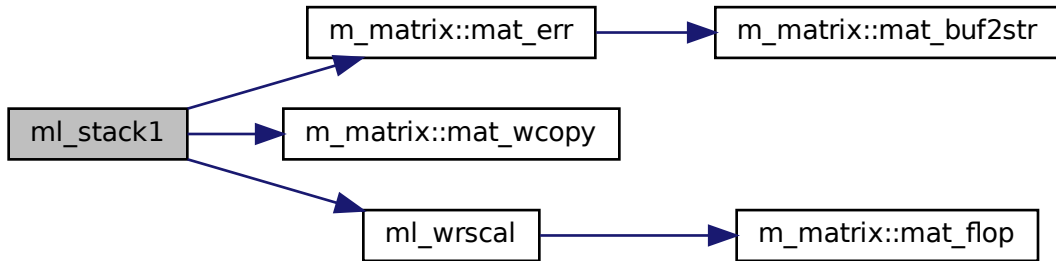 m_matrix::mat_err
m_matrix::mat_buf2str
ml_stack1
m_matrix::mat_wcopy
ml_wrscal
m_matrix::mat_flop